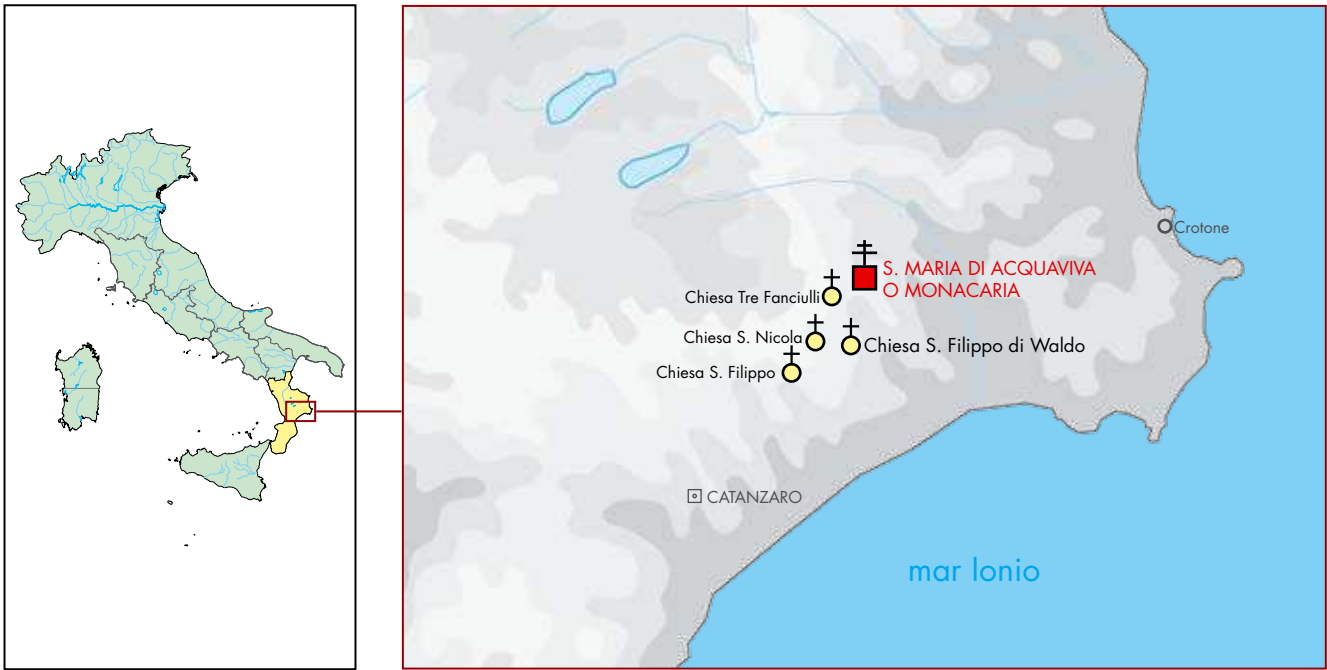 Crotone
S. MARIA DI ACQUAVIVA
O MONACARIA
Chiesa Tre Fanciulli
Chiesa S. Nicola
Chiesa S. Filippo di Waldo
Chiesa S. Filippo
CATANZARO
mar Ionio